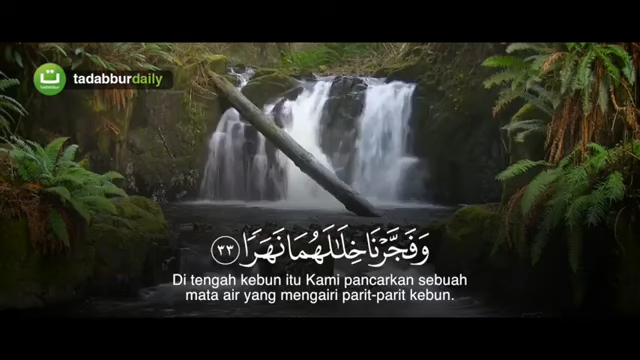 tadabburdaily
وَفَجَّرْنَا خِلَٰلَهُمَا نَهَرًا ٣٣
Di tengah kebun itu Kami pancarkan sebuah
mata air yang mengairi parit-parit kebun.